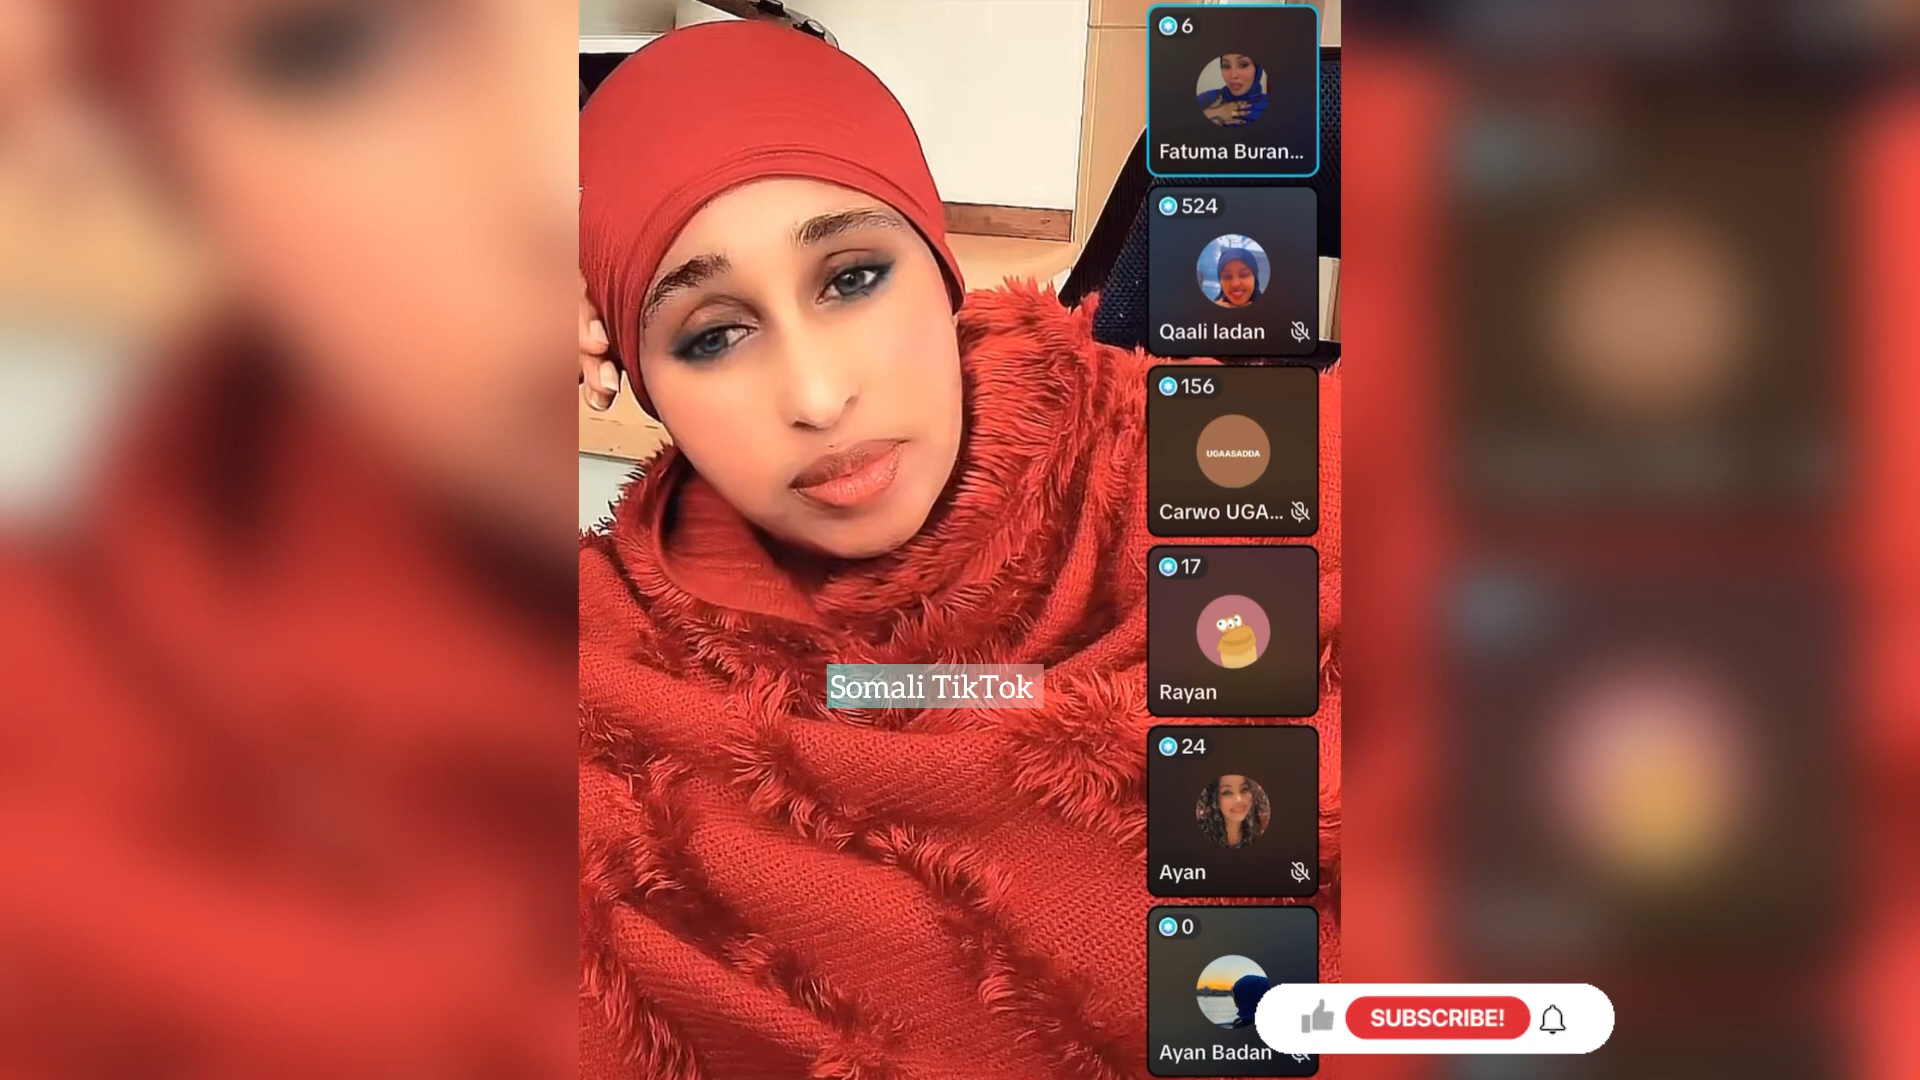 6
Fatuma Buran...
524
Qaali ladan
156
UGAASADDA
Carwo UGA...
17
Rayan
Somali TikTok
24
Ayan
0
Ayan Badan
SUBSCRIBE!